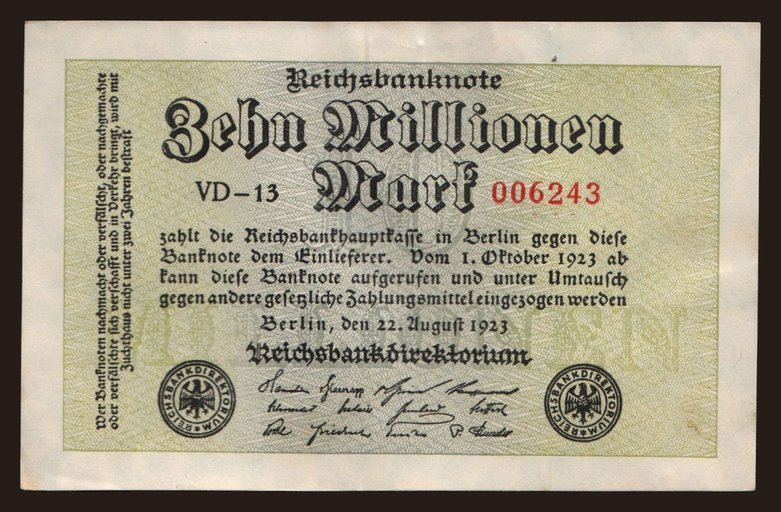 Reichsbanknote
Zehn Millionen
Mark
VD-13
006243
zahlt die Reichsbankhauptkasse in Berlin gegen diese
Banknote dem Einlieferer. Vom 1. Oktober 1923 ab
kann diese Banknote aufgerufen und unter Umtausch
gegen andere gesetzliche Zahlungsmittel eingezogen werden
Berlin, den 22. August 1923
Reichsbankdirektorium
REICHSBANKDIREKTORIUM
REICHSBANKDIREKTORIUM
Wer Banknoten nachmacht oder verfälscht, oder nachgemachte
oder verfälschte sich verschafft und in Verkehr bringt, wird mit
Zuchthaus nicht unter zwei Jahren bestraft